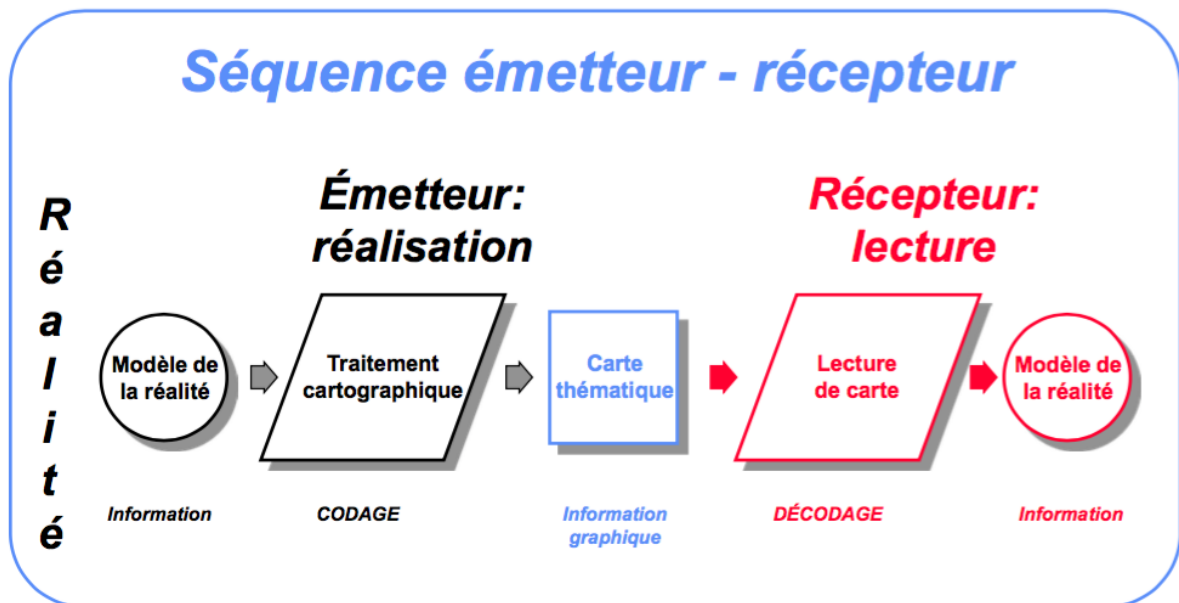 Séquence émetteur - récepteur
Réalité
Émetteur:
réalisation
Récepteur:
lecture
Modèle de
la réalité
Traitement
cartographique
Carte
thématique
Lecture
de carte
Modèle de
la réalité
Information
CODAGE
Information
graphique
DÉCODAGE
Information